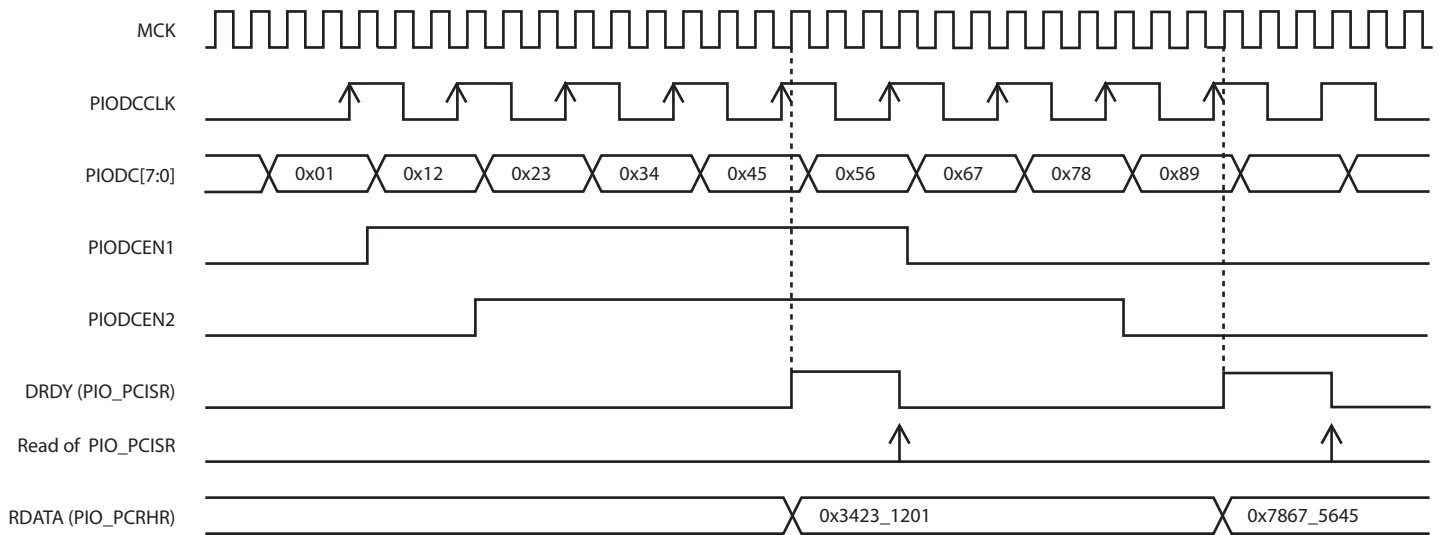 MCK
PIODCCLK
PIODC[7:0] 0x01 0x12 0x23 0x34 0x45 0x56 0x67 0x78 0x89
PIODCEN1
PIODCEN2
DRDY (PIO_PCISR)
Read of PIO_PCISR
RDATA (PIO_PCRHR) 0x3423_1201 0x7867_5645